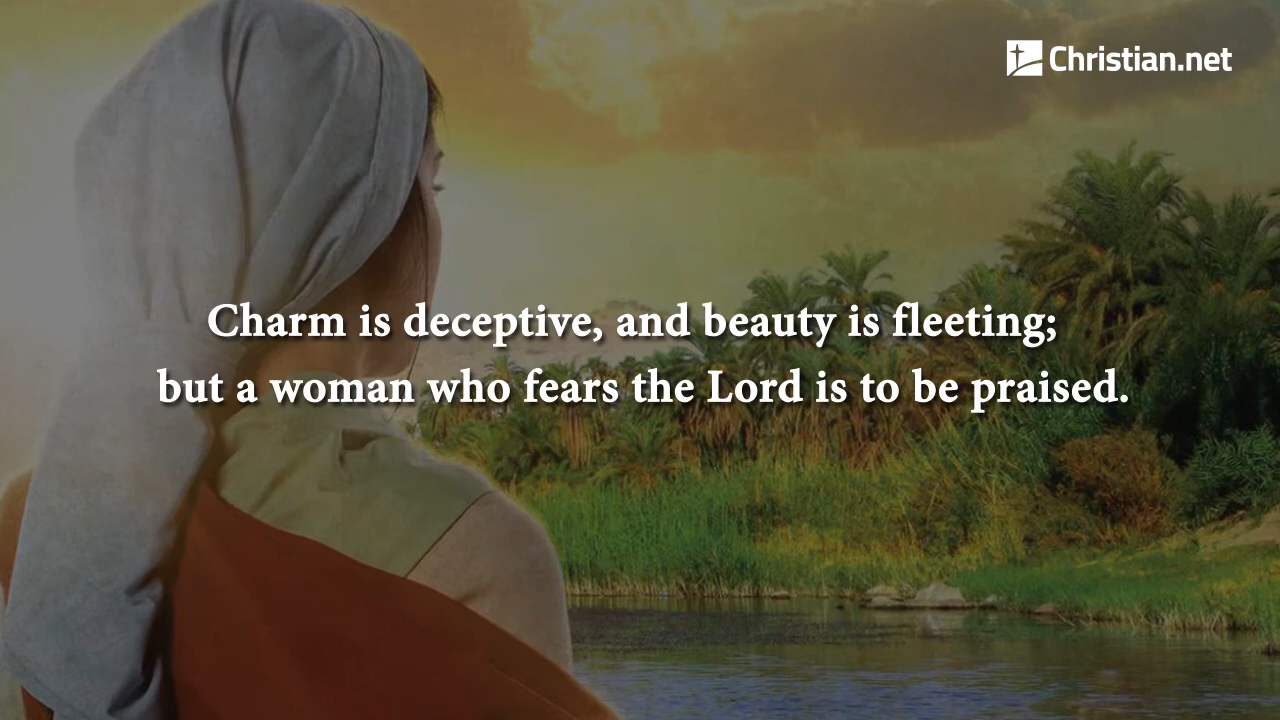 Christian.net
Charm is deceptive, and beauty is fleeting;
but a woman who fears the Lord is to be praised.